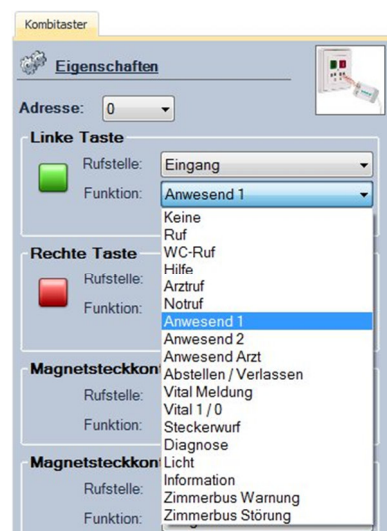 Kombitaster
Eigenschaften
Adresse: 0
Linke Taste
Rufstelle: Eingang
Funktion: Anwesend 1
Keine
Ruf
WC-Ruf
Hilfe
Arztruf
Notruf
Anwesend 1
Anwesend 2
Anwesend Arzt
Abstellen / Verlassen
Vital Meldung
Vital 1 / 0
Steckerwurf
Diagnose
Licht
Information
Zimmerbus Warnung
Zimmerbus Störung
Rechte Taste
Rufstelle:
Funktion:
Magnetsteckkon
Rufstelle:
Funktion:
Magnetsteckkon
Rufstelle:
Funktion: